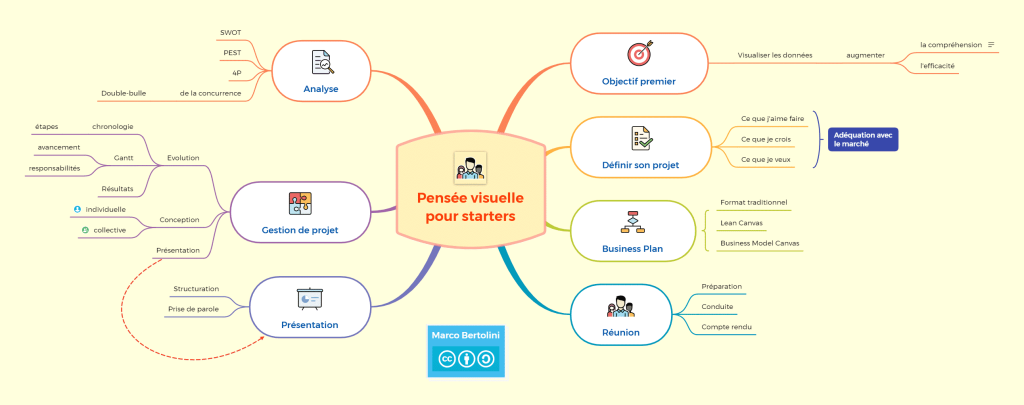 Pensée visuelle
pour starters
Objectif premier
Visualiser les données
augmenter
la compréhension
l'efficacité
Définir son projet
Ce que j'aime faire
Ce que je crois
Ce que je veux
Adéquation avec
le marché
Business Plan
Format traditionnel
Lean Canvas
Business Model Canvas
Réunion
Préparation
Conduite
Compte rendu
Analyse
SWOT
PEST
4P
de la concurrence
Double-bulle
Gestion de projet
Evolution
chronologie
étapes
Gantt
avancement
responsabilités
Résultats
Conception
individuelle
collective
Présentation
Présentation
Structuration
Prise de parole
Marco Bertolini
cc